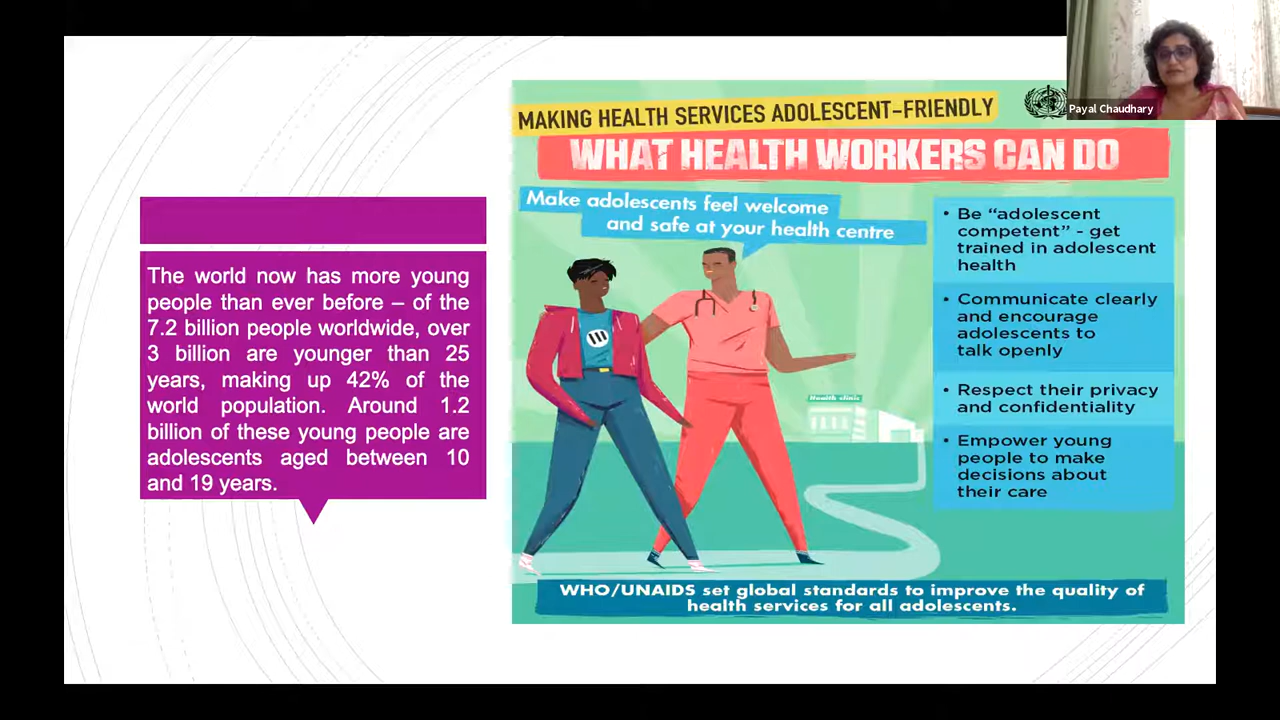 The world now has more young
people than ever before – of the
7.2 billion people worldwide, over
3 billion are younger than 25
years, making up 42% of the
world population. Around 1.2
billion of these young people are
adolescents aged between 10
and 19 years.
MAKING HEALTH SERVICES ADOLESCENT-FRIENDLY
WHAT HEALTH WORKERS CAN DO
Make adolescents feel welcome
and safe at your health centre
• Be “adolescent
competent” - get
trained in adolescent
health
• Communicate clearly
and encourage
adolescents to
talk openly
• Respect their privacy
and confidentiality
• Empower young
people to make
decisions about
their care
Health clinic
WHO/UNAIDS set global standards to improve the quality of
health services for all adolescents.
Payal Chaudhary